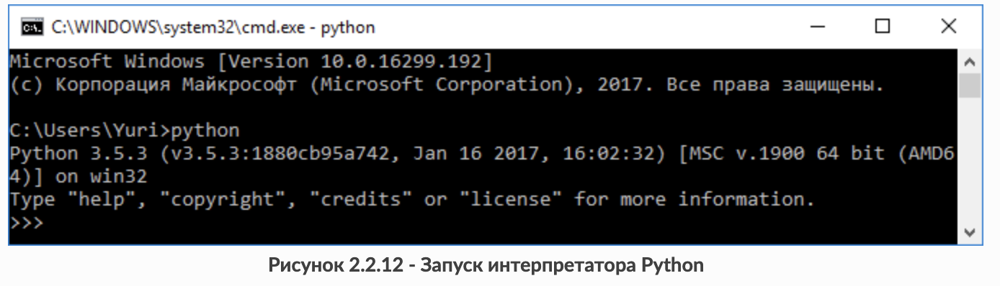 C:\WINDOWS\system32\cmd.exe - python
Microsoft Windows [Version 10.0.16299.192]
(c) Корпорация Майкрософт (Microsoft Corporation), 2017. Все права защищены.
C:\Users\Yuri>python
Python 3.5.3 (v3.5.3:1880cb95a742, Jan 16 2017, 16:02:32) [MSC v.1900 64 bit (AMD6
4)] on win32
Type "help", "copyright", "credits" or "license" for more information.
>>>
Рисунок 2.2.12 - Запуск интерпретатора Python